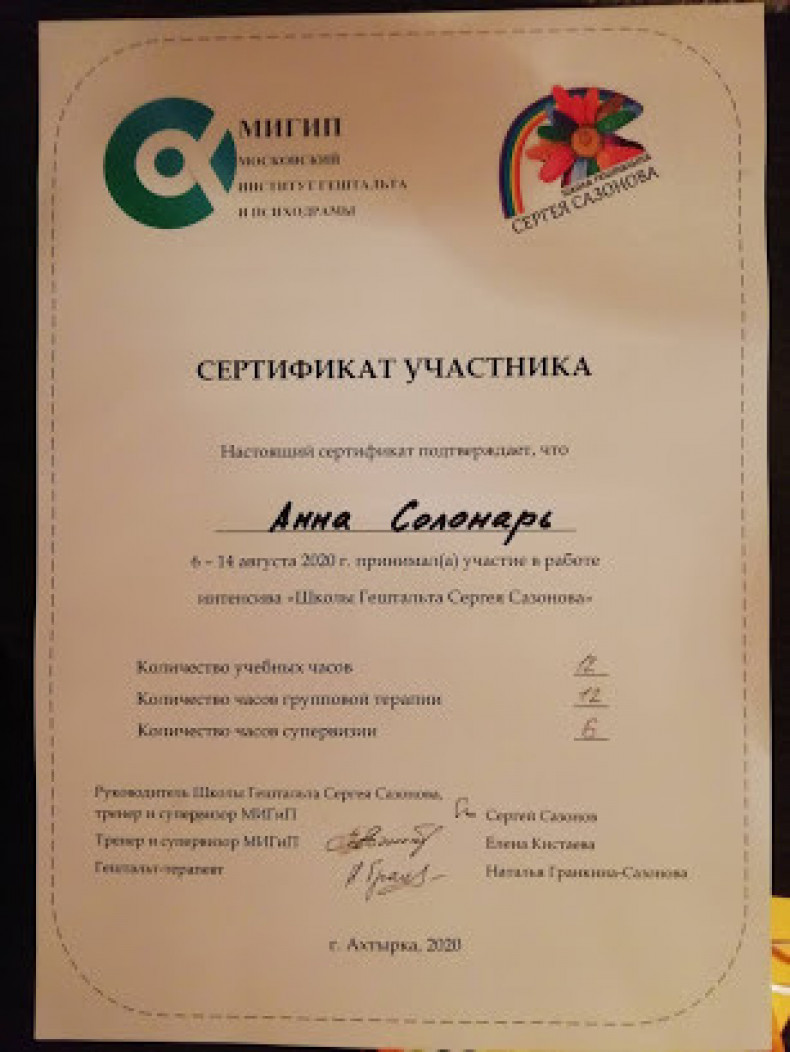 МИГИП
МОСКОВСКИЙ
ИНСТИТУТ ГЕШТАЛЬТА
И ПСИХОДРАМЫ
ШКОЛА ГЕШТАЛЬТА
СЕРГЕЯ САЗОНОВА
СЕРТИФИКАТ УЧАСТНИКА
Настоящий сертификат подтверждает, что
Анна Солонарь
6 – 14 августа 2020 г. принимал(а) участие в работе
интенсива «Школы Гештальта Сергея Сазонова»
Количество учебных часов 12
Количество часов групповой терапии 12
Количество часов супервизии 6
Руководитель Школы Гештальта Сергея Сазонова,
тренер и супервизор МИГиП Сергей Сазонов
Тренер и супервизор МИГиП Елена Кистаева
Гештальт-терапевт Наталья Гранкина-Сазонова
г. Ахтырка, 2020